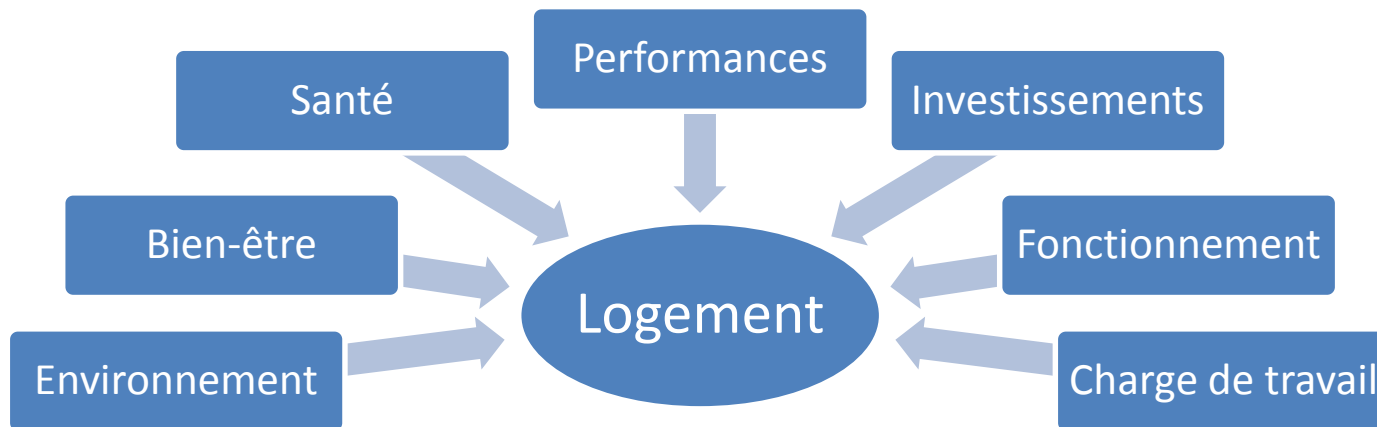 Performances
Santé
Investissements
Bien-être
Fonctionnement
Logement
Environnement
Charge de travail